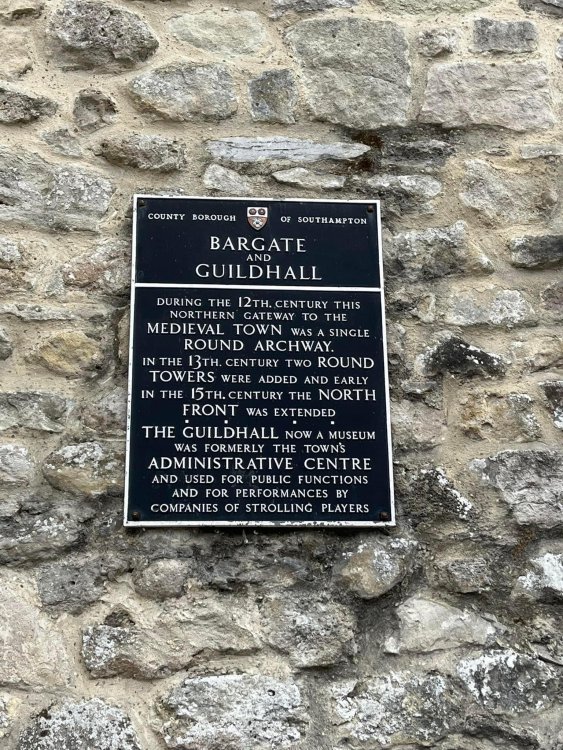 COUNTY BOROUGH OF SOUTHAMPTON
BARGATE
AND
GUILDHALL
DURING THE 12TH. CENTURY THIS
NORTHERN GATEWAY TO THE
MEDIEVAL TOWN WAS A SINGLE
ROUND ARCHWAY.
IN THE 13TH. CENTURY TWO ROUND
TOWERS WERE ADDED AND EARLY
IN THE 15TH. CENTURY THE NORTH
FRONT WAS EXTENDED
THE GUILDHALL NOW A MUSEUM
WAS FORMERLY THE TOWN'S
ADMINISTRATIVE CENTRE
AND USED FOR PUBLIC FUNCTIONS
AND FOR PERFORMANCES BY
COMPANIES OF STROLLING PLAYERS